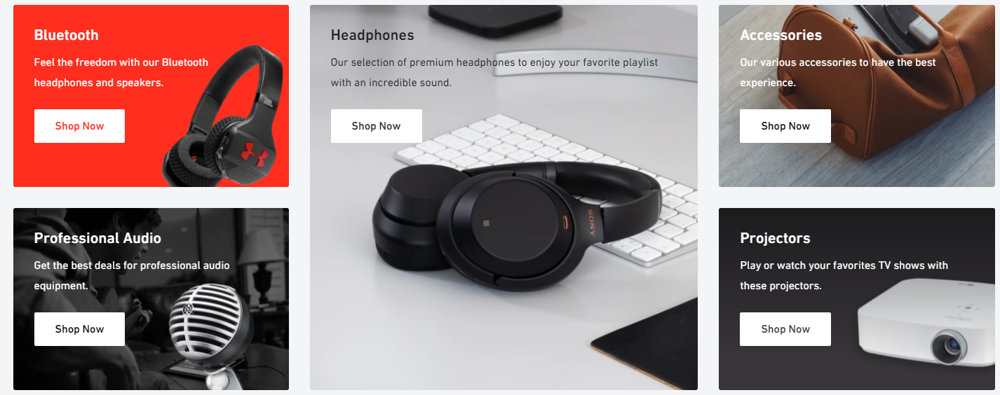 Bluetooth
Feel the freedom with our Bluetooth
headphones and speakers.
Shop Now
JBL
Professional Audio
Get the best deals for professional audio
equipment.
Shop Now
Headphones
Our selection of premium headphones to enjoy your favorite playlist
with an incredible sound.
Shop Now
SONY
Accessories
Our various accessories to have the best
experience.
Shop Now
Projectors
Play or watch your favorites TV shows with
these projectors.
Shop Now